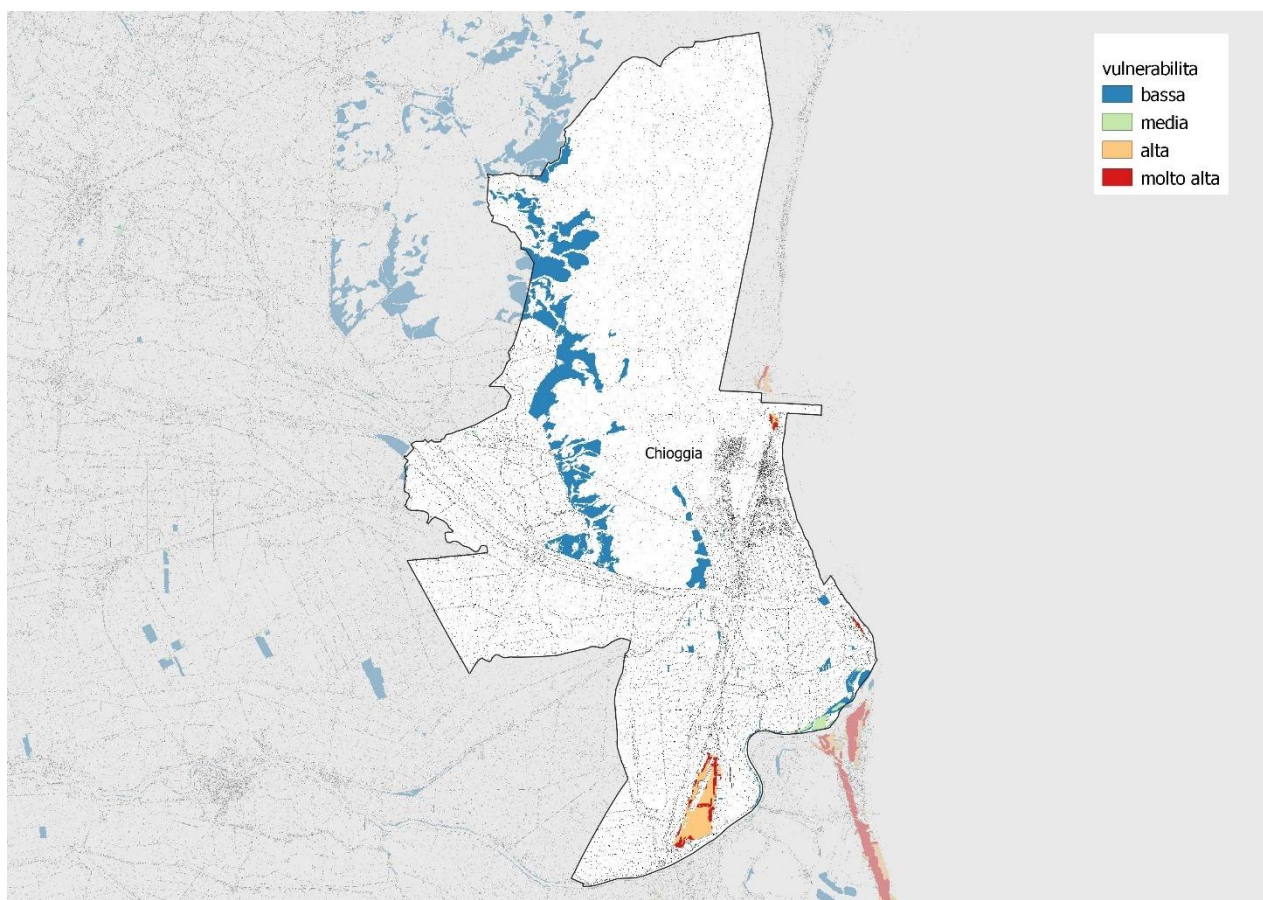 vulnerabilita
bassa
media
alta
molto alta
Chioggia